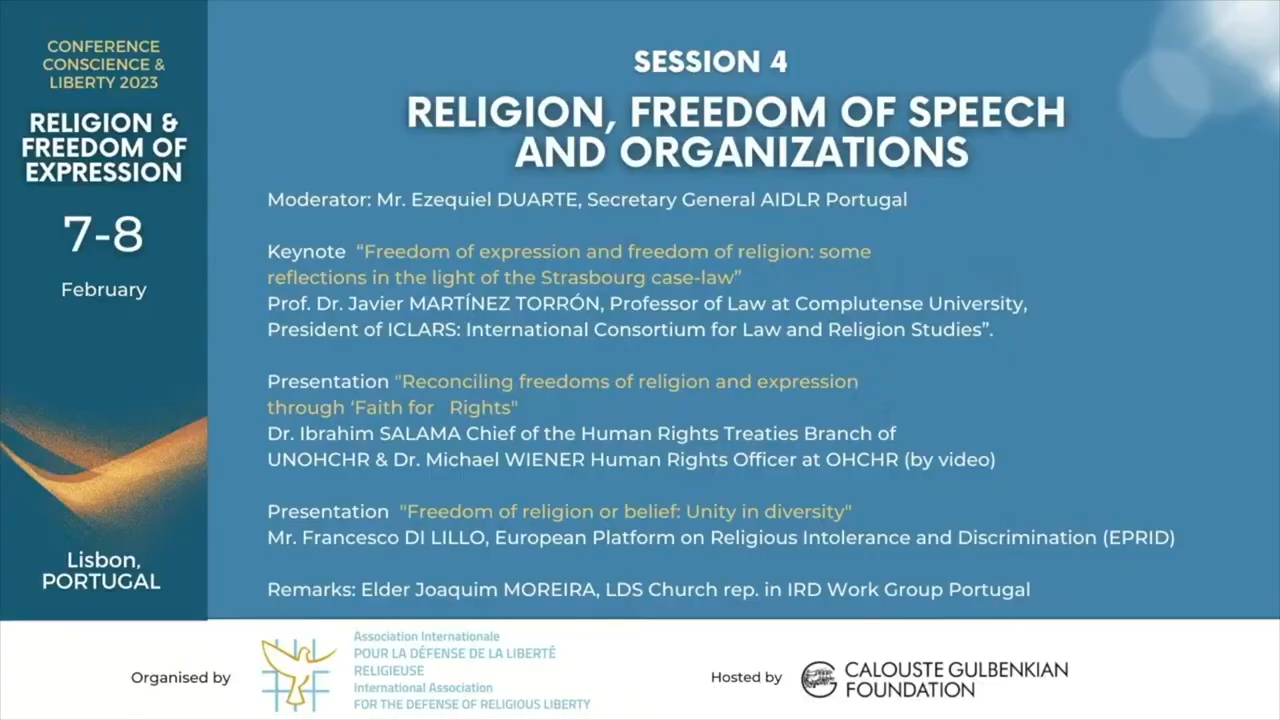 CONFERENCE
CONSCIENCE &
LIBERTY 2023
RELIGION &
FREEDOM OF
EXPRESSION
7-8
February
Lisbon,
PORTUGAL
SESSION 4
RELIGION, FREEDOM OF SPEECH
AND ORGANIZATIONS
Moderator: Mr. Ezequiel DUARTE, Secretary General AIDLR Portugal
Keynote “Freedom of expression and freedom of religion: some
reflections in the light of the Strasbourg case-law”
Prof. Dr. Javier MARTÍNEZ TORRÓN, Professor of Law at Complutense University,
President of ICLARS: International Consortium for Law and Religion Studies”.
Presentation "Reconciling freedoms of religion and expression
through ‘Faith for Rights"
Dr. Ibrahim SALAMA Chief of the Human Rights Treaties Branch of
UNOHCHR & Dr. Michael WIENER Human Rights Officer at OHCHR (by video)
Presentation "Freedom of religion or belief: Unity in diversity"
Mr. Francesco DI LILLO, European Platform on Religious Intolerance and Discrimination (EPRID)
Remarks: Elder Joaquim MOREIRA, LDS Church rep. in IRD Work Group Portugal
Organised by
Association Internationale
POUR LA DÉFENSE DE LA LIBERTÉ
RELIGIEUSE
International Association
FOR THE DEFENSE OF RELIGIOUS LIBERTY
Hosted by
CALOUSTE GULBENKIAN
FOUNDATION